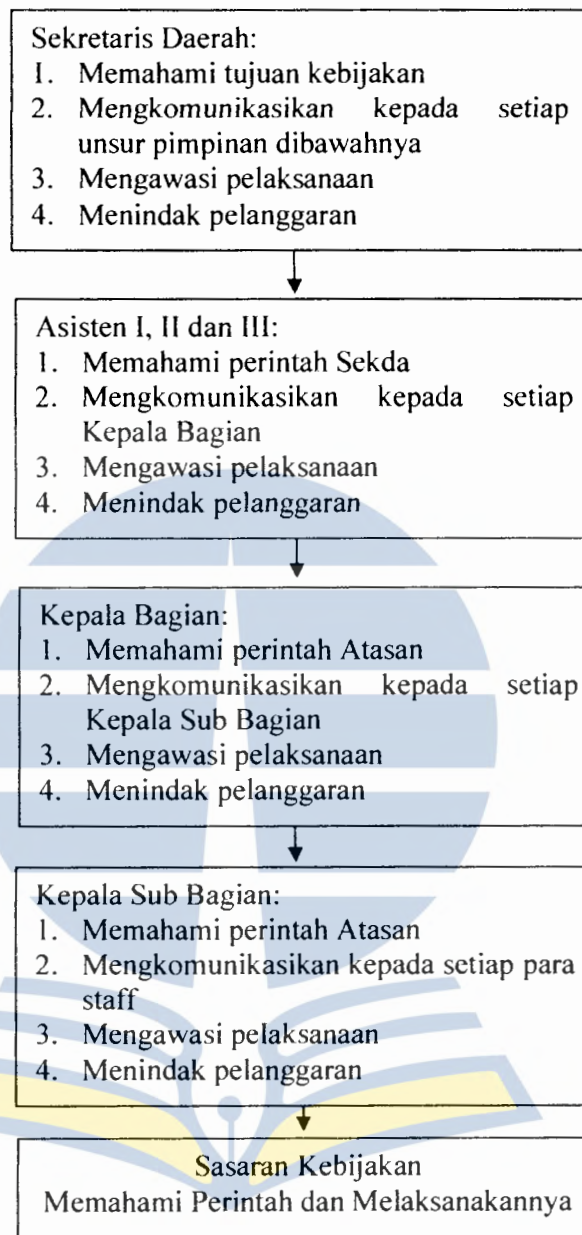 Sekretaris Daerah:
1. Memahami tujuan kebijakan
2. Mengkomunikasikan kepada setiap
unsur pimpinan dibawahnya
3. Mengawasi pelaksanaan
4. Menindak pelanggaran
Asisten I, II dan III:
1. Memahami perintah Sekda
2. Mengkomunikasikan kepada setiap
Kepala Bagian
3. Mengawasi pelaksanaan
4. Menindak pelanggaran
Kepala Bagian:
1. Memahami perintah Atasan
2. Mengkomunikasikan kepada setiap
Kepala Sub Bagian
3. Mengawasi pelaksanaan
4. Menindak pelanggaran
Kepala Sub Bagian:
1. Memahami perintah Atasan
2. Mengkomunikasikan kepada setiap para
staff
3. Mengawasi pelaksanaan
4. Menindak pelanggaran
Sasaran Kebijakan
Memahami Perintah dan Melaksanakannya